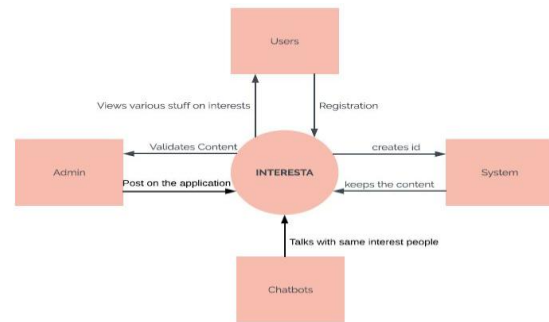 Users
Views various stuff on interests
Registration
Validates Content
creates id
Admin
INTERESTA
System
Post on the application
keeps the content
Talks with same interest people
Chatbots